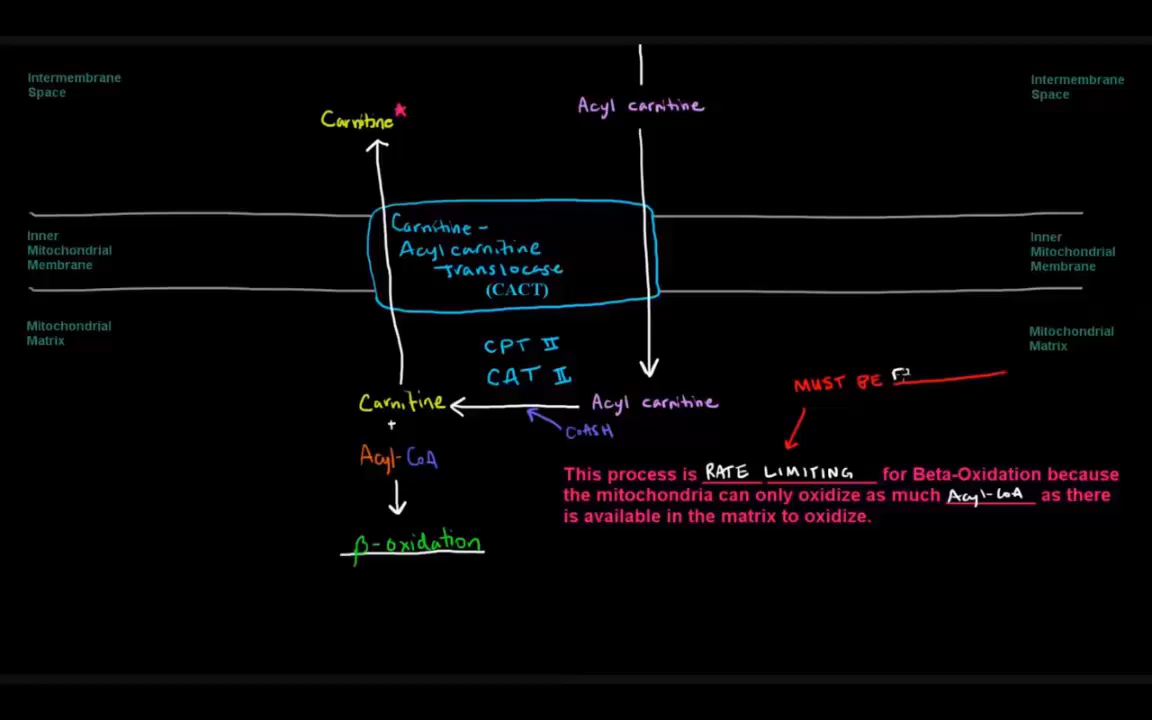 Intermembrane
Space
Intermembrane
Space
Carnitine*
Acyl carnitine
Inner
Mitochondrial
Membrane
Carnitine-
Acyl carnitine
translocase
(CACT)
Inner
Mitochondrial
Membrane
Mitochondrial
Matrix
Mitochondrial
Matrix
CPT II
CAT II
MUST BE
Carnitine
Acyl carnitine
+
CoASH
Acyl-CoA
This process is RATE LIMITING for Beta-Oxidation because
the mitochondria can only oxidize as much Acyl-CoA as there
is available in the matrix to oxidize.
β-oxidation